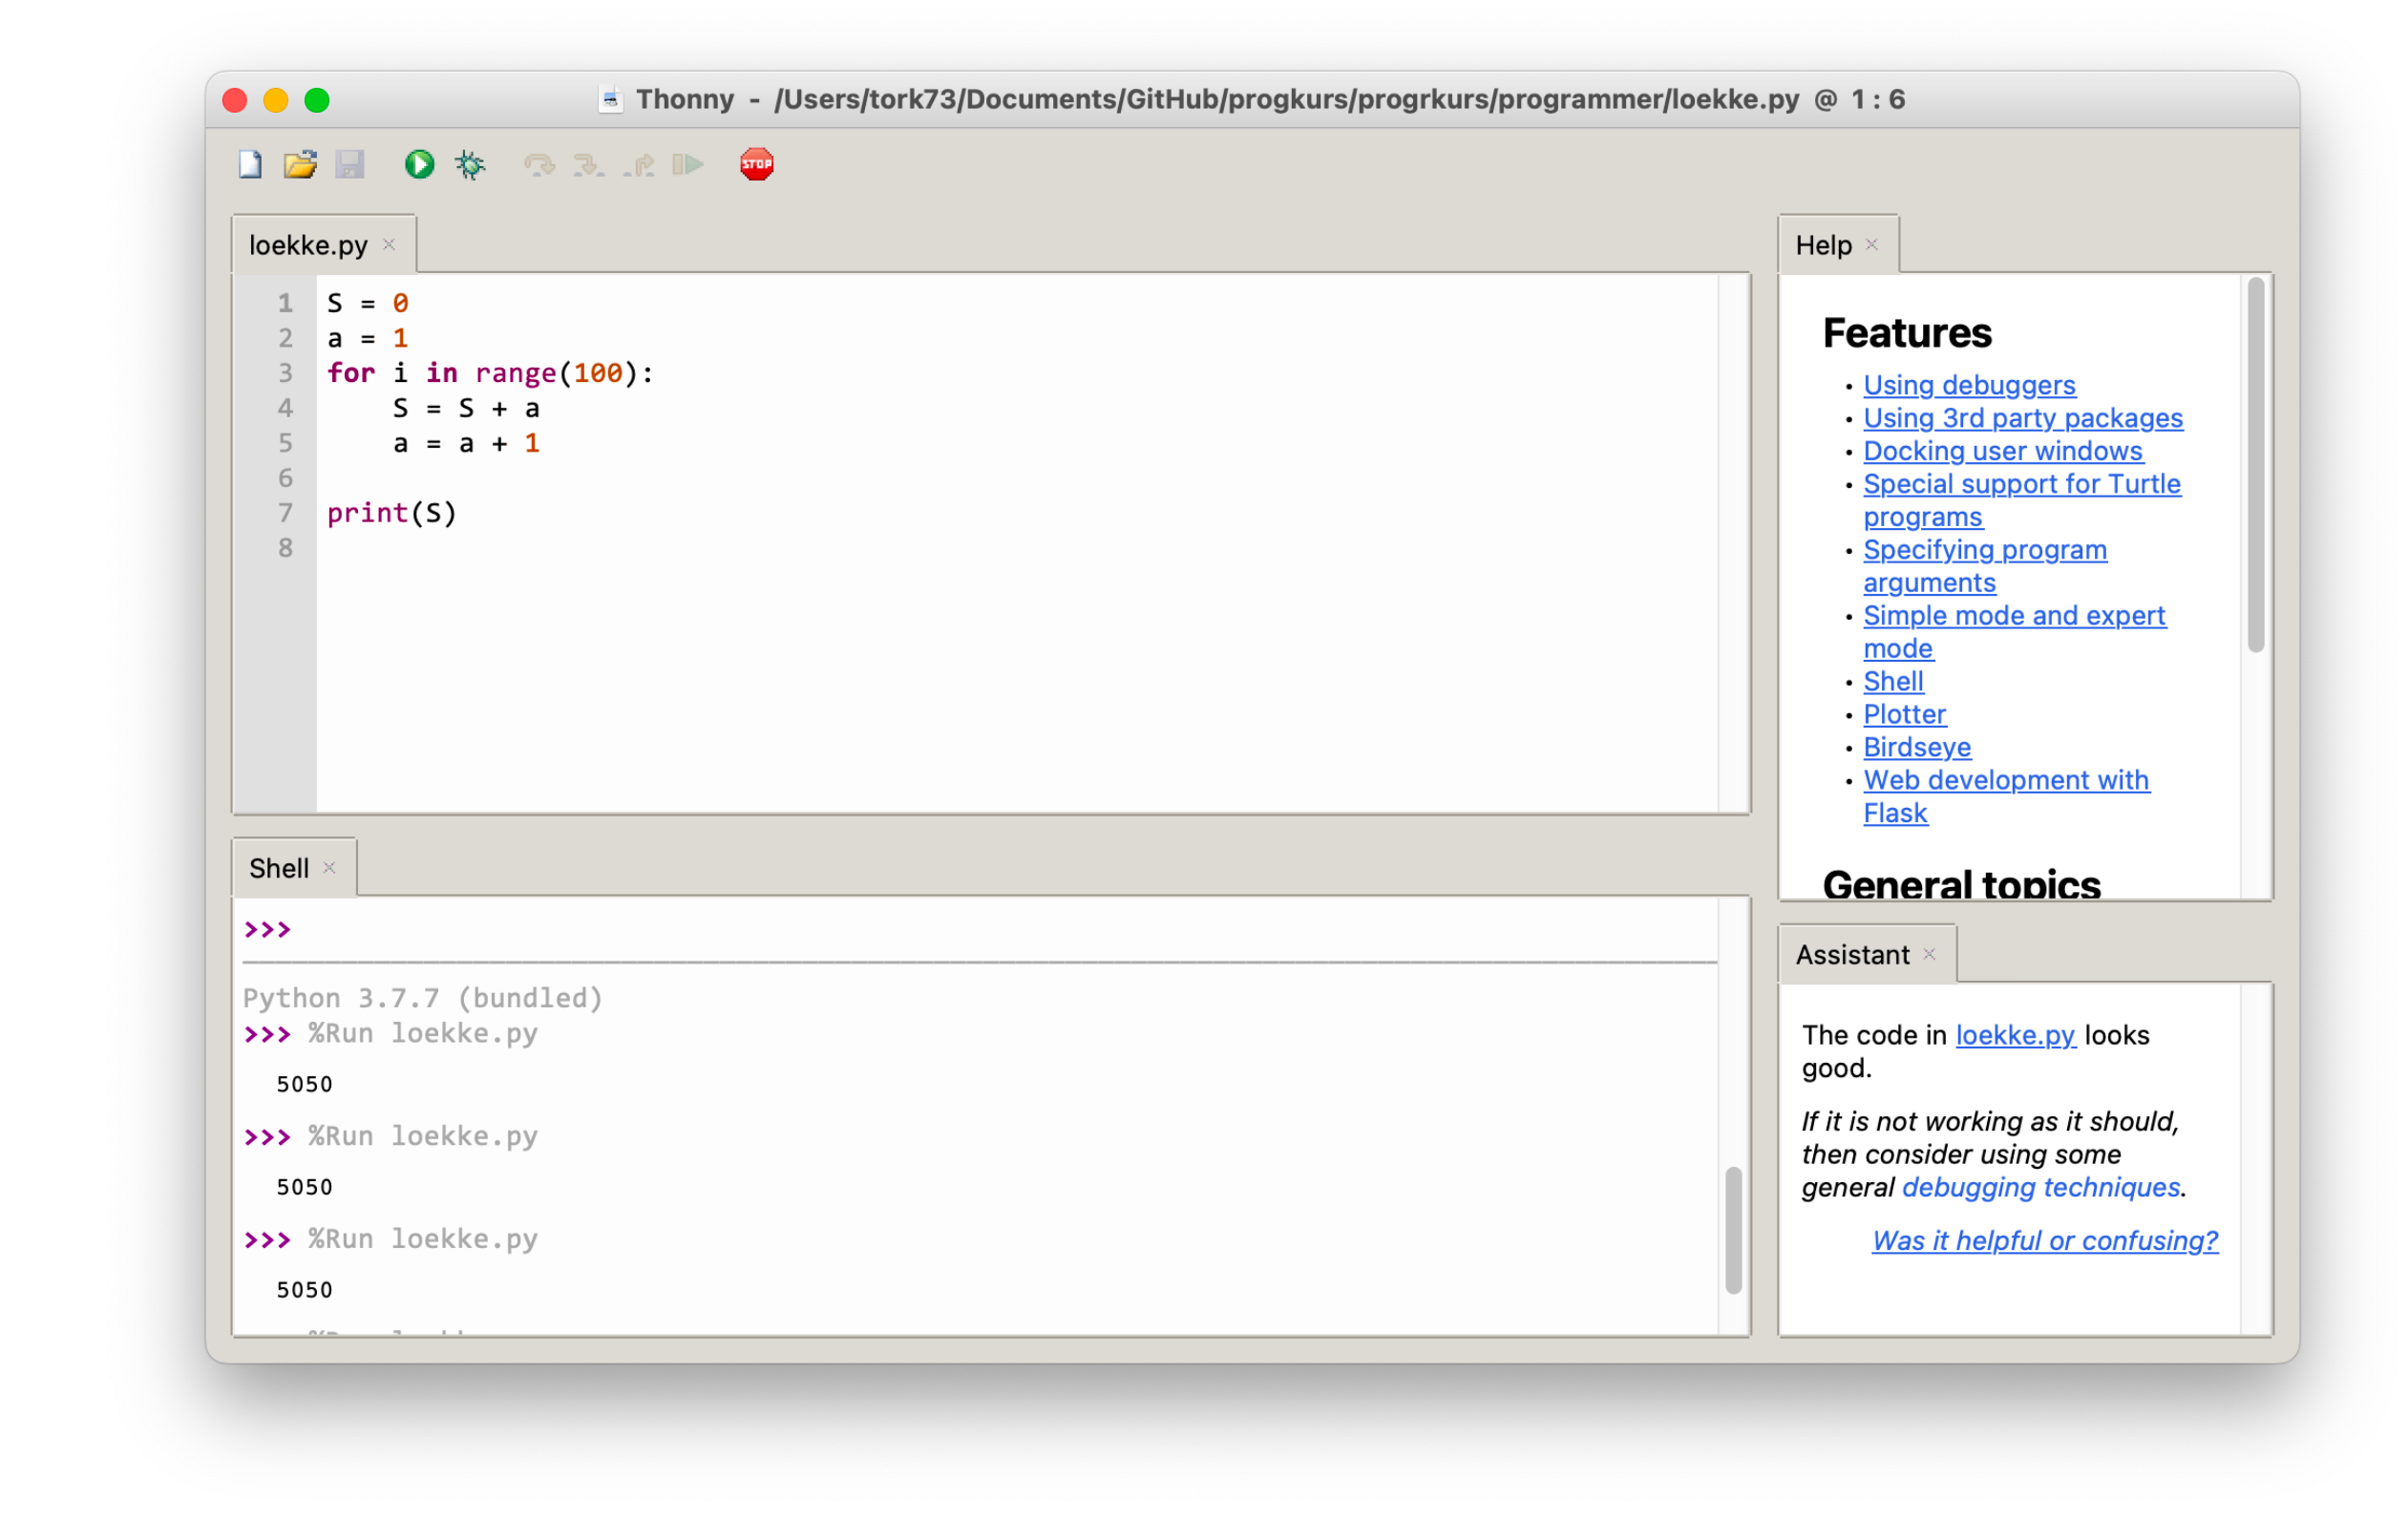 Thonny - /Users/tork73/Documents/GitHub/progkurs/progrkurs/programmer/loekke.py @ 1 : 6
STOP
loekke.py ×
1 S = 0
2 a = 1
3 for i in range(100):
4     S = S + a
5     a = a + 1
6
7 print(S)
8
Shell ×
>>>
Python 3.7.7 (bundled)
>>> %Run loekke.py
5050
>>> %Run loekke.py
5050
>>> %Run loekke.py
5050
Help ×
Features
• Using debuggers
• Using 3rd party packages
• Docking user windows
• Special support for Turtle
programs
• Specifying program
arguments
• Simple mode and expert
mode
• Shell
• Plotter
• Birdseye
• Web development with
Flask
General topics
Assistant ×
The code in loekke.py looks
good.
If it is not working as it should,
then consider using some
general debugging techniques.
Was it helpful or confusing?